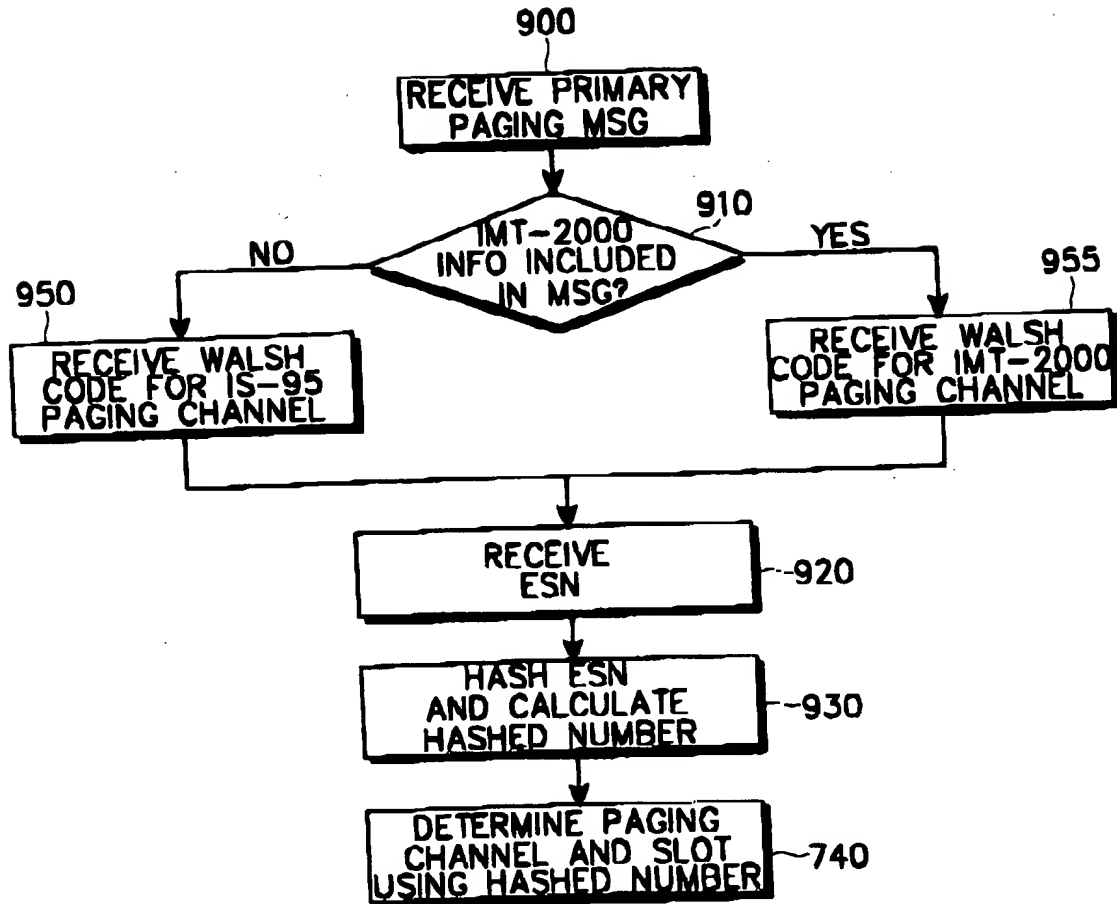 900
RECEIVE PRIMARY
PAGING MSG
910
IMT-2000
INFO INCLUDED
IN MSG?
NO
YES
950
RECEIVE WALSH
CODE FOR IS-95
PAGING CHANNEL
955
RECEIVE WALSH
CODE FOR IMT-2000
PAGING CHANNEL
RECEIVE
ESN
920
HASH ESN
AND CALCULATE
HASHED NUMBER
930
DETERMINE PAGING
CHANNEL AND SLOT
USING HASHED NUMBER
740